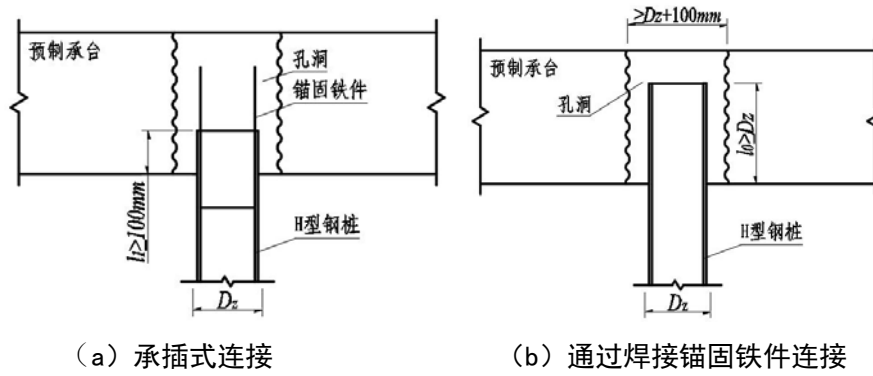 预制承台
孔洞
锚固铁件
l₁≥100mm
H型钢桩
Dz
(a)承插式连接
≥Dz+100mm
预制承台
孔洞
l₀≥Dz
H型钢桩
Dz
(b)通过焊接锚固铁件连接